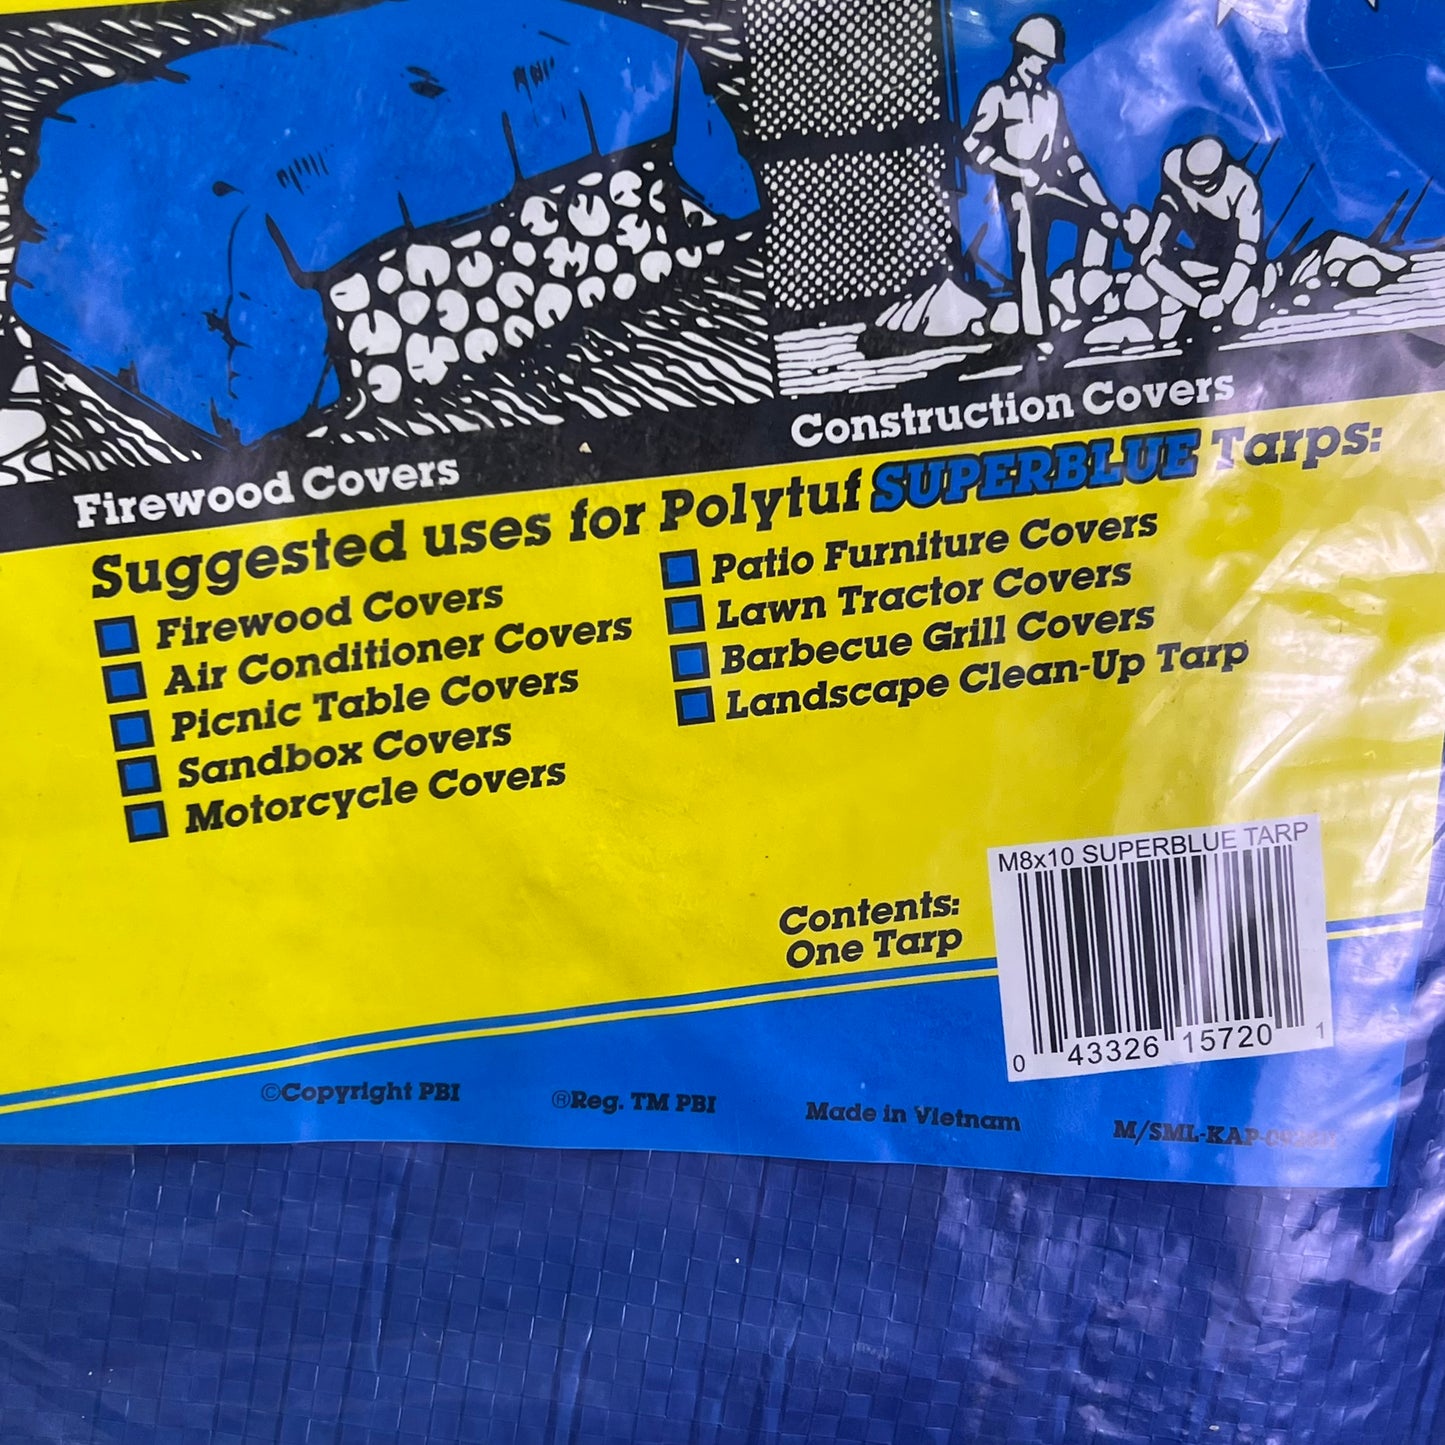 Firewood Covers
Construction Covers
Suggested uses for Polytuf SUPERBLUE Tarps:
Firewood Covers
Air Conditioner Covers
Picnic Table Covers
Sandbox Covers
Motorcycle Covers
Patio Furniture Covers
Lawn Tractor Covers
Barbecue Grill Covers
Landscape Clean-Up Tarp
Contents:
One Tarp
M8x10 SUPERBLUE TARP
0 43326 15720 1
©Copyright PBI
®Reg. TM PBI
Made in Vietnam